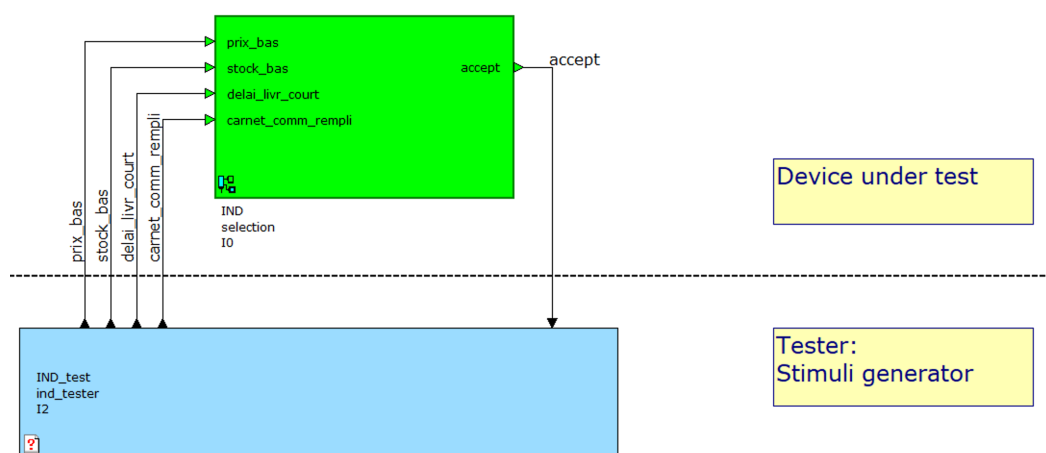 prix_bas
stock_bas
delai_livr_court
carnet_comm_rempli
accept
accept
IND
selection
I0
prix_bas
stock_bas
delai_livr_court
carnet_comm_rempli
Device under test
IND_test
ind_tester
I2
?
Tester:
Stimuli generator